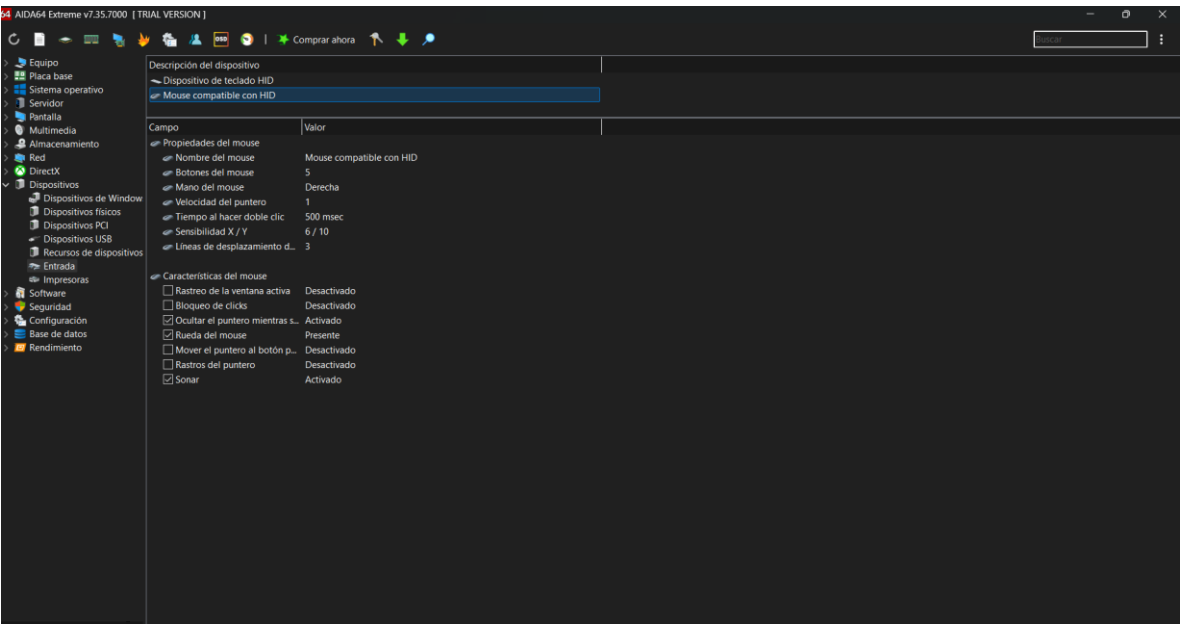 64 AIDA64 Extreme v7.35.7000 [ TRIAL VERSION ]
OSD Comprar ahora Buscar
Equipo
Placa base
Sistema operativo
Servidor
Pantalla
Multimedia
Almacenamiento
Red
DirectX
Dispositivos
Dispositivos de Window
Dispositivos físicos
Dispositivos PCI
Dispositivos USB
Recursos de dispositivos
Entrada
Impresoras
Software
Seguridad
Configuración
Base de datos
Rendimiento
Descripción del dispositivo
Dispositivo de teclado HID
Mouse compatible con HID
Campo Valor
Propiedades del mouse
Nombre del mouse Mouse compatible con HID
Botones del mouse 5
Mano del mouse Derecha
Velocidad del puntero 1
Tiempo al hacer doble clic 500 msec
Sensibilidad X / Y 6 / 10
Líneas de desplazamiento d... 3
Características del mouse
Rastreo de la ventana activa Desactivado
Bloqueo de clicks Desactivado
Ocultar el puntero mientras s... Activado
Rueda del mouse Presente
Mover el puntero al botón p... Desactivado
Rastros del puntero Desactivado
Sonar Activado